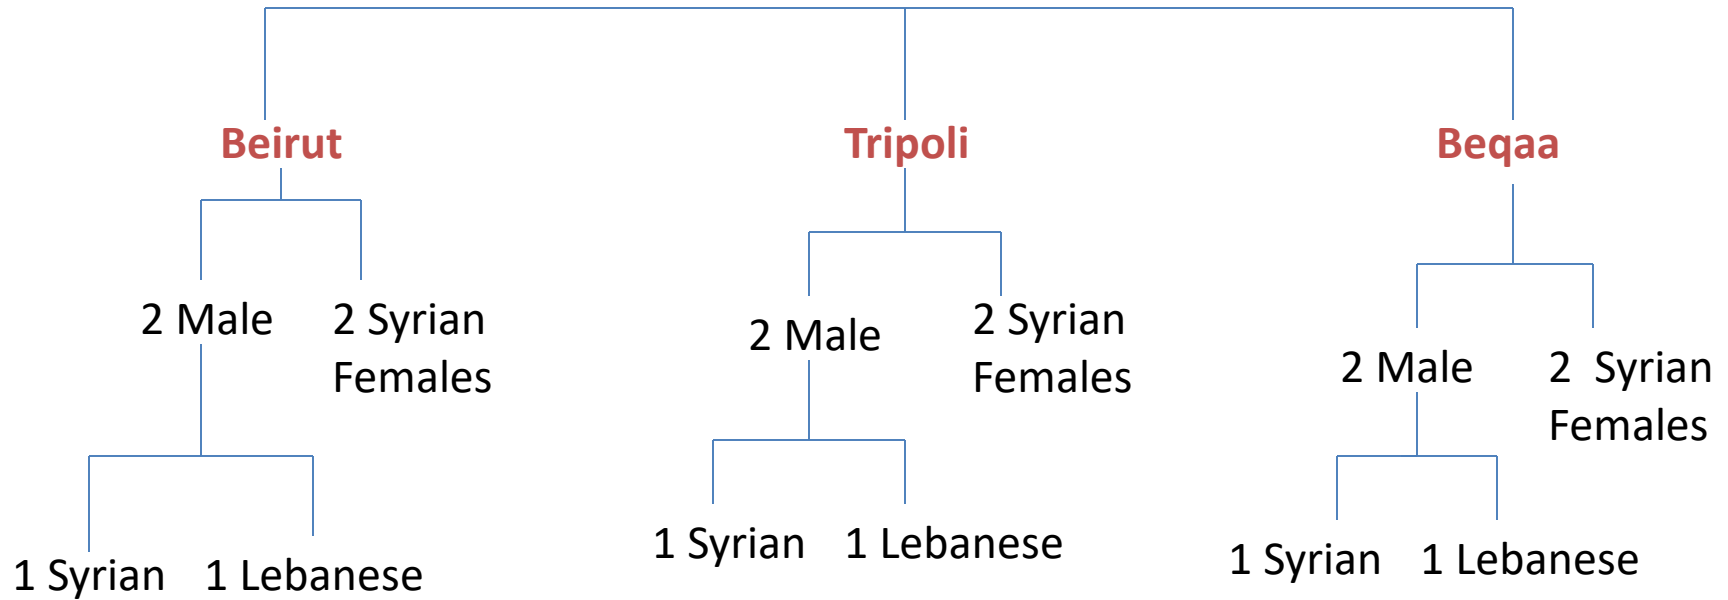 Beirut
Tripoli
Beqaa
2 Male
2 Syrian
Females
2 Male
2 Syrian
Females
2 Male
2  Syrian
Females
1 Syrian
1 Lebanese
1 Syrian
1 Lebanese
1 Syrian
1 Lebanese